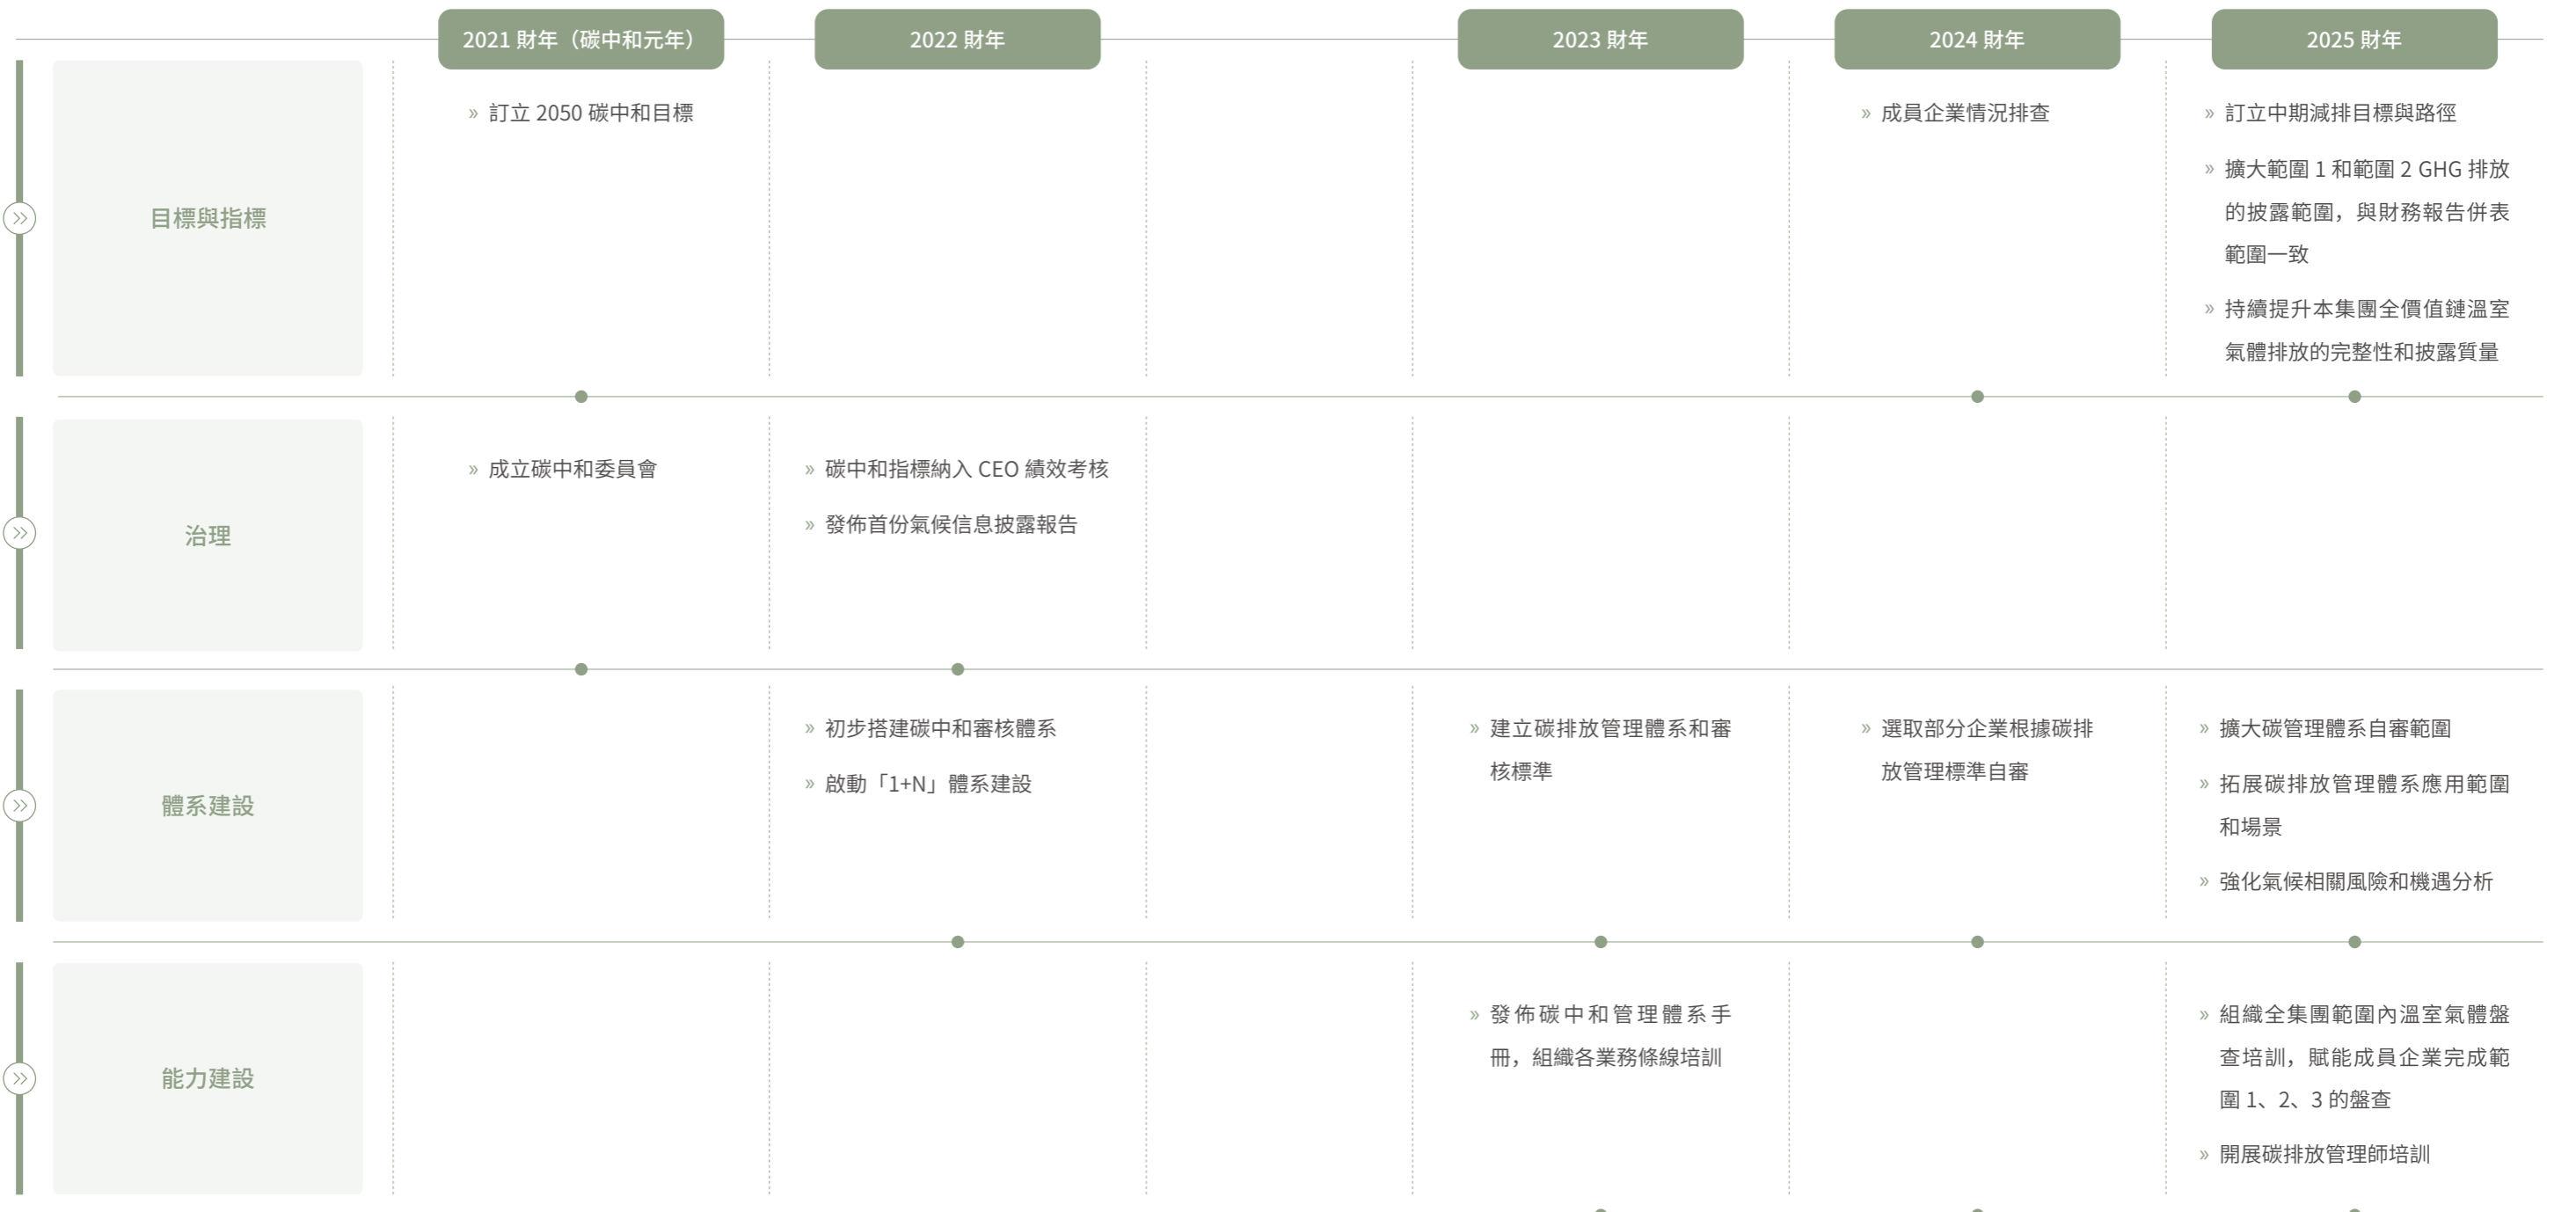 2021 財年（碳中和元年）
2022 財年
2023 財年
2024 財年
2025 財年
目標與指標
» 訂立 2050 碳中和目標
» 成員企業情況排查
» 訂立中期減排目標與路徑
» 擴大範圍 1 和範圍 2 GHG 排放
的披露範圍，與財務報告併表
範圍一致
» 持續提升本集團全價值鏈溫室
氣體排放的完整性和披露質量
治理
» 成立碳中和委員會
» 碳中和指標納入 CEO 績效考核
» 發佈首份氣候信息披露報告
體系建設
» 初步搭建碳中和審核體系
» 啟動「1+N」體系建設
» 建立碳排放管理體系和審
核標準
» 選取部分企業根據碳排
放管理標準自審
» 擴大碳管理體系自審範圍
» 拓展碳排放管理體系應用範圍
和場景
» 強化氣候相關風險和機遇分析
能力建設
» 發佈碳中和管理體系手
冊，組織各業務條線培訓
» 組織全集團範圍內溫室氣體盤
查培訓，賦能成員企業完成範
圍 1、2、3 的盤查
» 開展碳排放管理師培訓